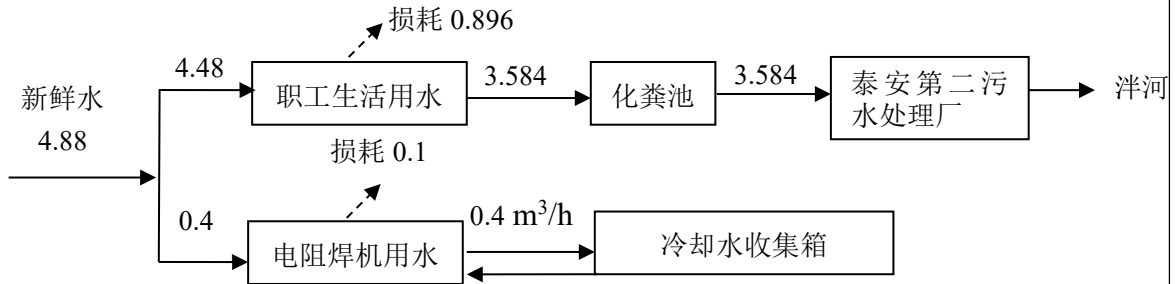 损耗 0.896
4.48
职工生活用水
3.584
化粪池
3.584
泰安第二污
水处理厂
泮河
新鲜水
4.88
损耗 0.1
0.4
电阻焊机用水
0.4 m³/h
冷却水收集箱